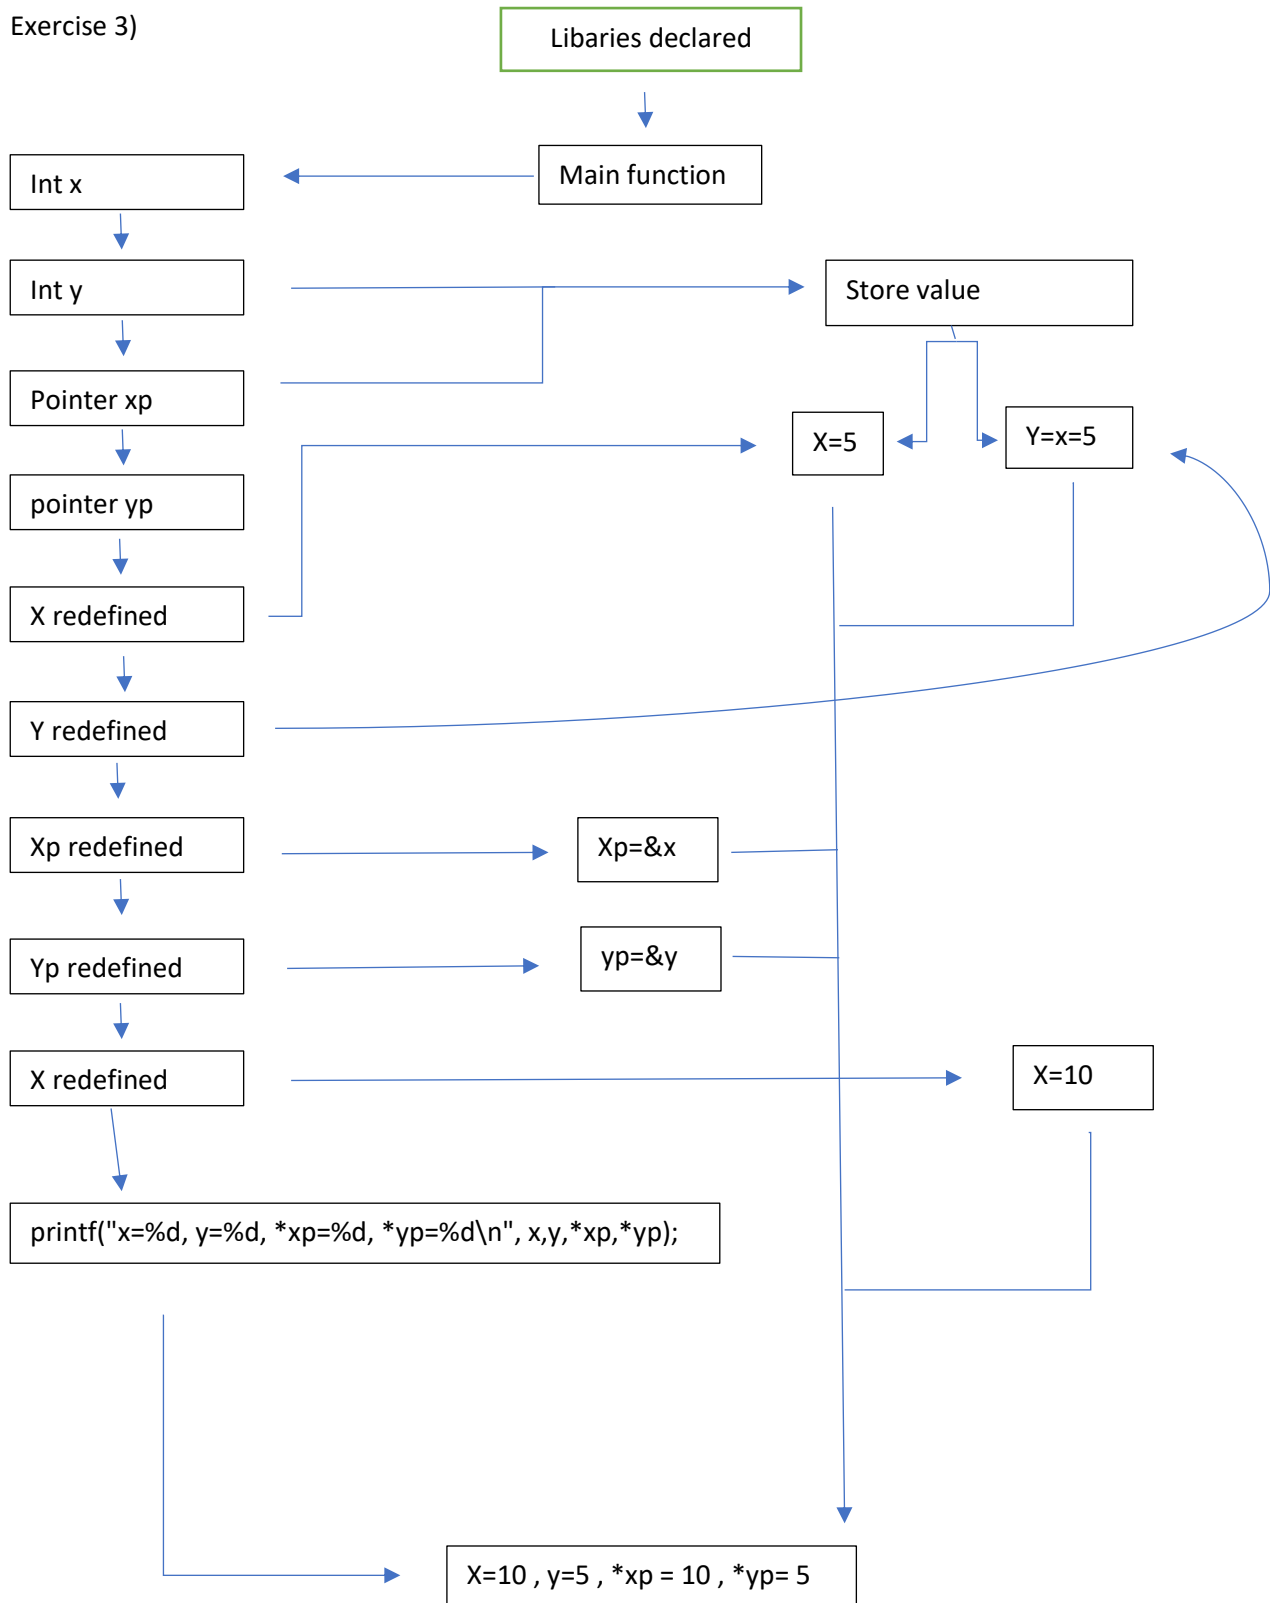 Exercise 3)
Libaries declared
Main function
Int x
Int y
Store value
Pointer xp
X=5
Y=x=5
pointer yp
X redefined
Y redefined
Xp redefined
Xp=&x
Yp redefined
yp=&y
X redefined
X=10
printf("x=%d, y=%d, *xp=%d, *yp=%d\n", x,y,*xp,*yp);
X=10 , y=5 , *xp = 10 , *yp= 5